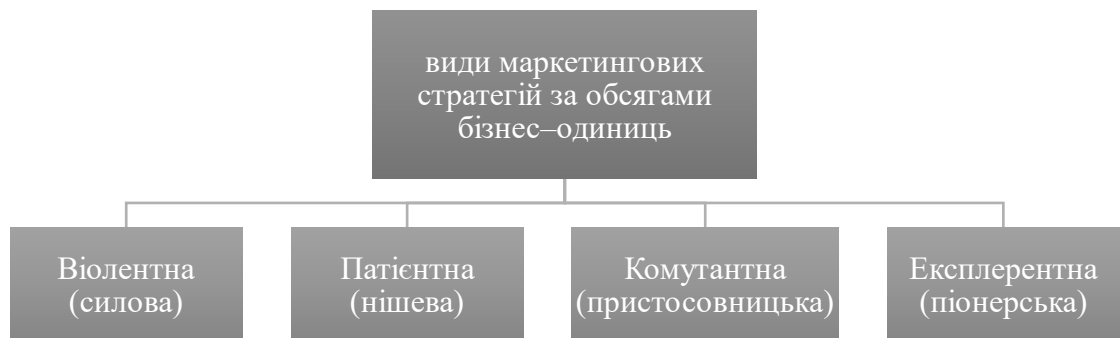 види маркетингових
стратегій за обсягами
бізнес–одиниць
Віолентна
(силова)
Патієнтна
(нішева)
Комутантна
(пристосовницька)
Експлерентна
(піонерська)